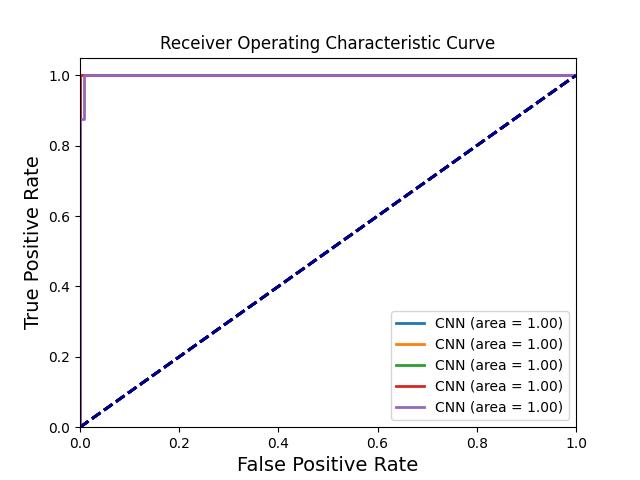 Receiver Operating Characteristic Curve
True Positive Rate
1.0
0.8
0.6
0.4
0.2
0.0
CNN (area = 1.00)
CNN (area = 1.00)
CNN (area = 1.00)
CNN (area = 1.00)
CNN (area = 1.00)
0.0 0.2 0.4 0.6 0.8 1.0
False Positive Rate